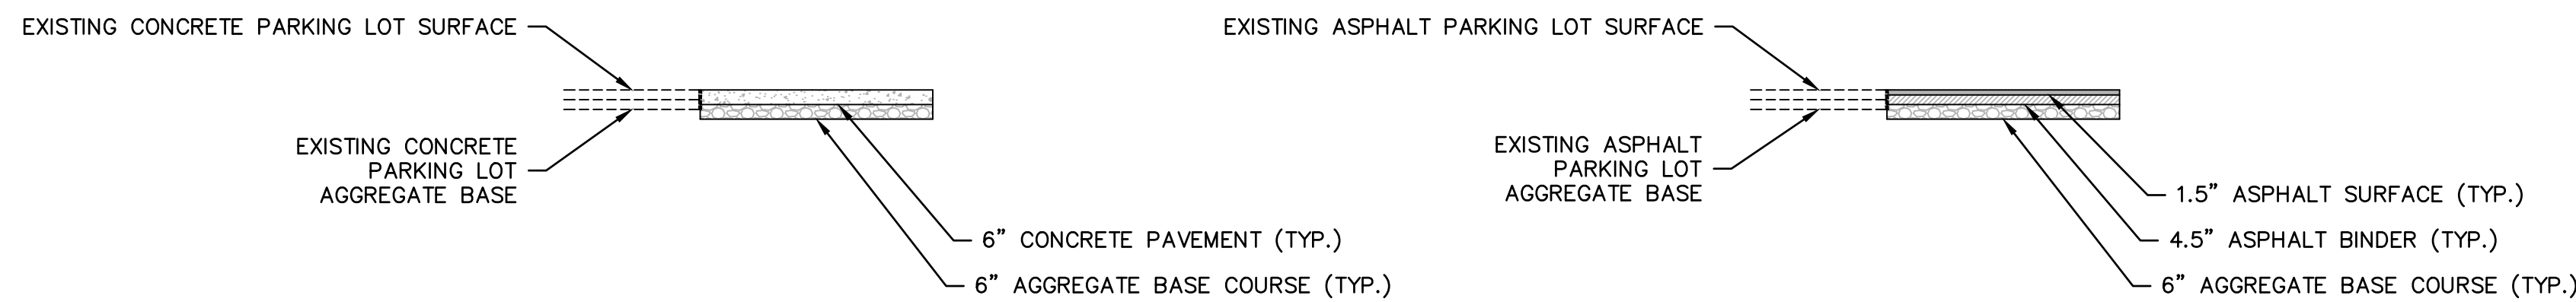 EXISTING CONCRETE PARKING LOT SURFACE
EXISTING CONCRETE
PARKING LOT
AGGREGATE BASE
6” CONCRETE PAVEMENT (TYP.)
6” AGGREGATE BASE COURSE (TYP.)
EXISTING ASPHALT PARKING LOT SURFACE
EXISTING ASPHALT
PARKING LOT
AGGREGATE BASE
1.5” ASPHALT SURFACE (TYP.)
4.5” ASPHALT BINDER (TYP.)
6” AGGREGATE BASE COURSE (TYP.)